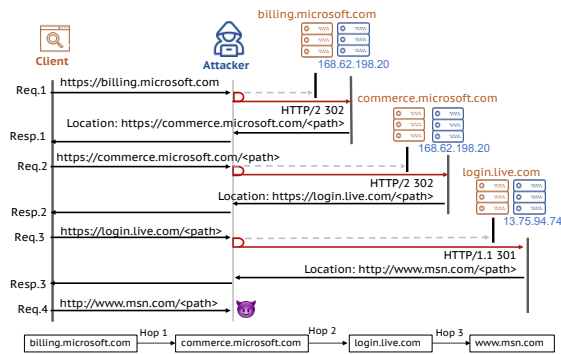 billing.microsoft.com
Client
Attacker
168.62.198.20
https://billing.microsoft.com
Req.1
HTTP/2 302
commerce.microsoft.com
Location: https://commerce.microsoft.com/<path>
Resp.1
168.62.198.20
https://commerce.microsoft.com/<path>
Req.2
HTTP/2 302
login.live.com
Location: https://login.live.com/<path>
Resp.2
13.75.94.74
https://login.live.com/<path>
Req.3
HTTP/1.1 301
Location: http://www.msn.com/<path>
Resp.3
http://www.msn.com/<path>
Req.4
Hop 1
Hop 2
Hop 3
billing.microsoft.com
commerce.microsoft.com
login.live.com
www.msn.com